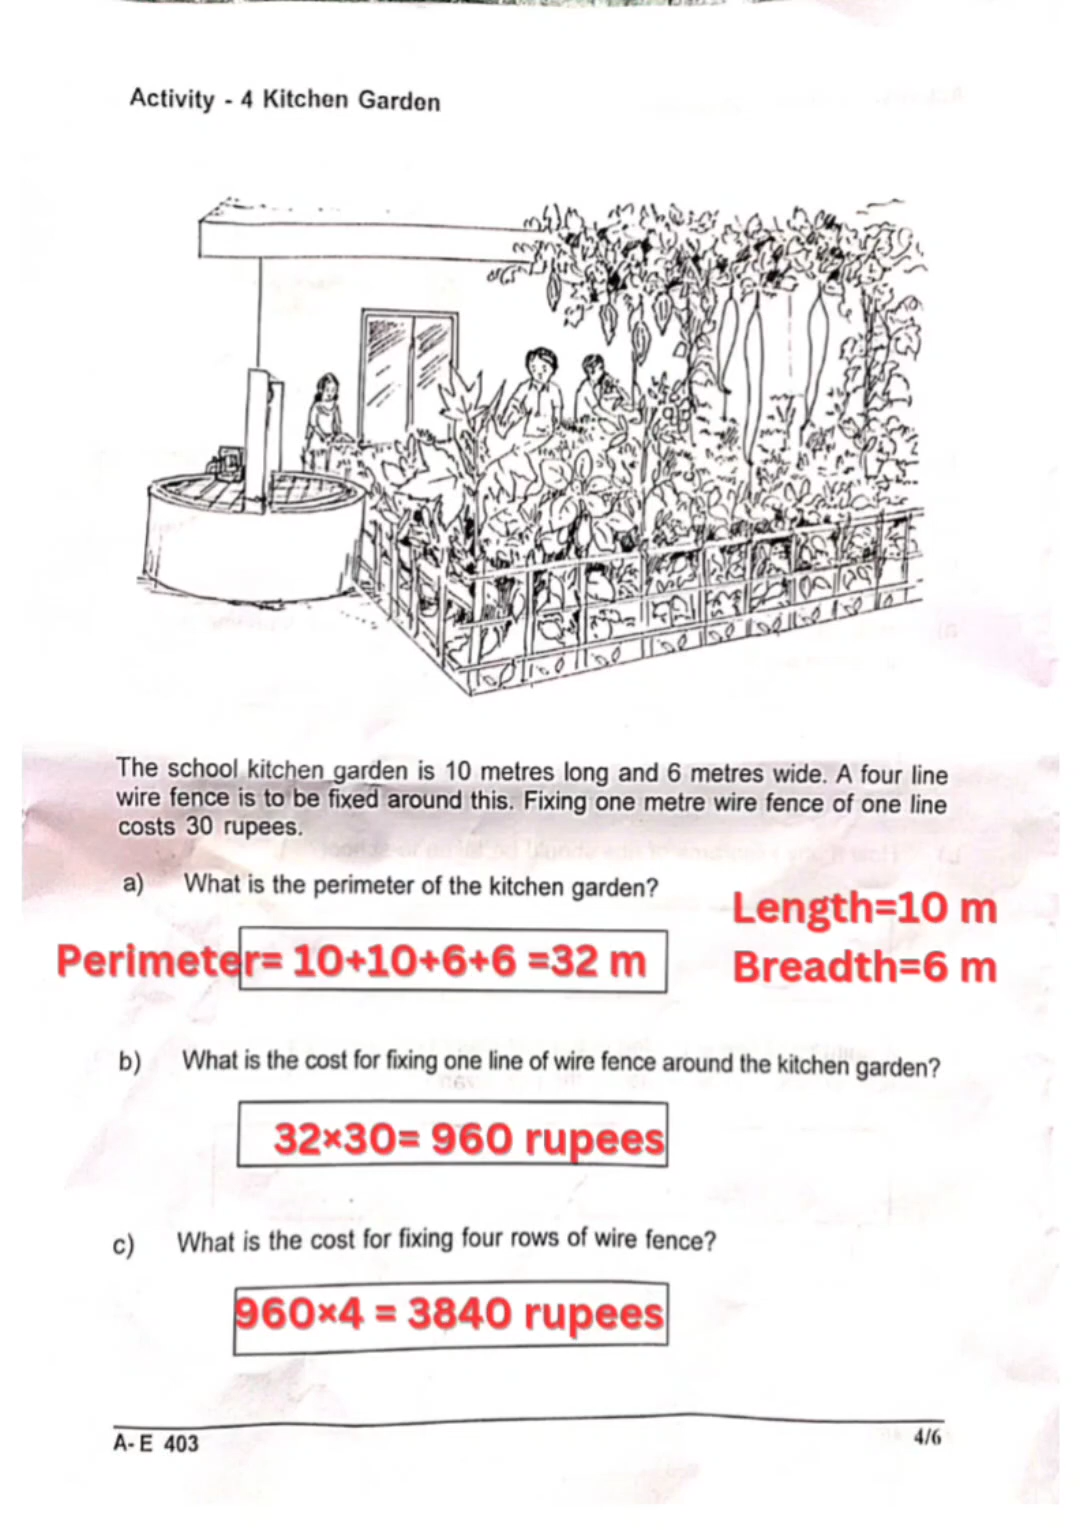 Activity - 4 Kitchen Garden
The school kitchen garden is 10 metres long and 6 metres wide. A four line
wire fence is to be fixed around this. Fixing one metre wire fence of one line
costs 30 rupees.
a) What is the perimeter of the kitchen garden?
Length=10 m
Perimeter= 10+10+6+6 =32 m
Breadth=6 m
b) What is the cost for fixing one line of wire fence around the kitchen garden?
32×30= 960 rupees
c) What is the cost for fixing four rows of wire fence?
960×4 = 3840 rupees
A- E 403
4/6